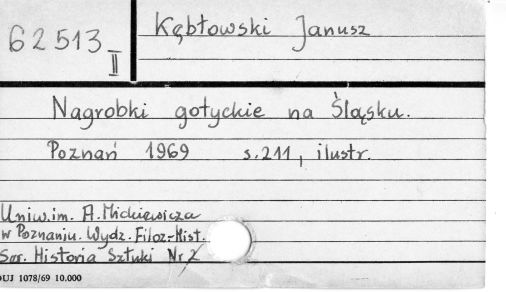 62513 II
Kębłowski Janusz
Nagrobki gotyckie na Śląsku.
Poznań 1969 s.211, ilustr.
Uniw.im. A.Mickiewicza
w Poznaniu. Wydz. Filoz.-Hist.
Ser. Historia Sztuki Nr 2
DUJ 1078/69 10.000